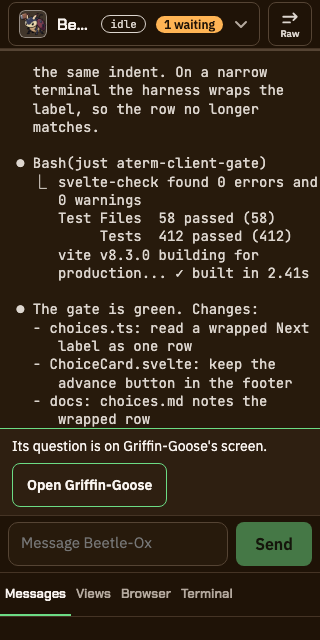 Be...
idle
1 waiting
Raw
the same indent. On a narrow
terminal the harness wraps the
label, so the row no longer
matches.
● Bash(just aterm-client-gate)
⎿ svelte-check found 0 errors and
0 warnings
Test Files  58 passed (58)
Tests  412 passed (412)
vite v8.3.0 building for
production... ✓ built in 2.41s
● The gate is green. Changes:
- choices.ts: read a wrapped Next
label as one row
- ChoiceCard.svelte: keep the
advance button in the footer
- docs: choices.md notes the
wrapped row
Its question is on Griffin-Goose's screen.
Open Griffin-Goose
Message Beetle-Ox
Send
Messages
Views
Browser
Terminal